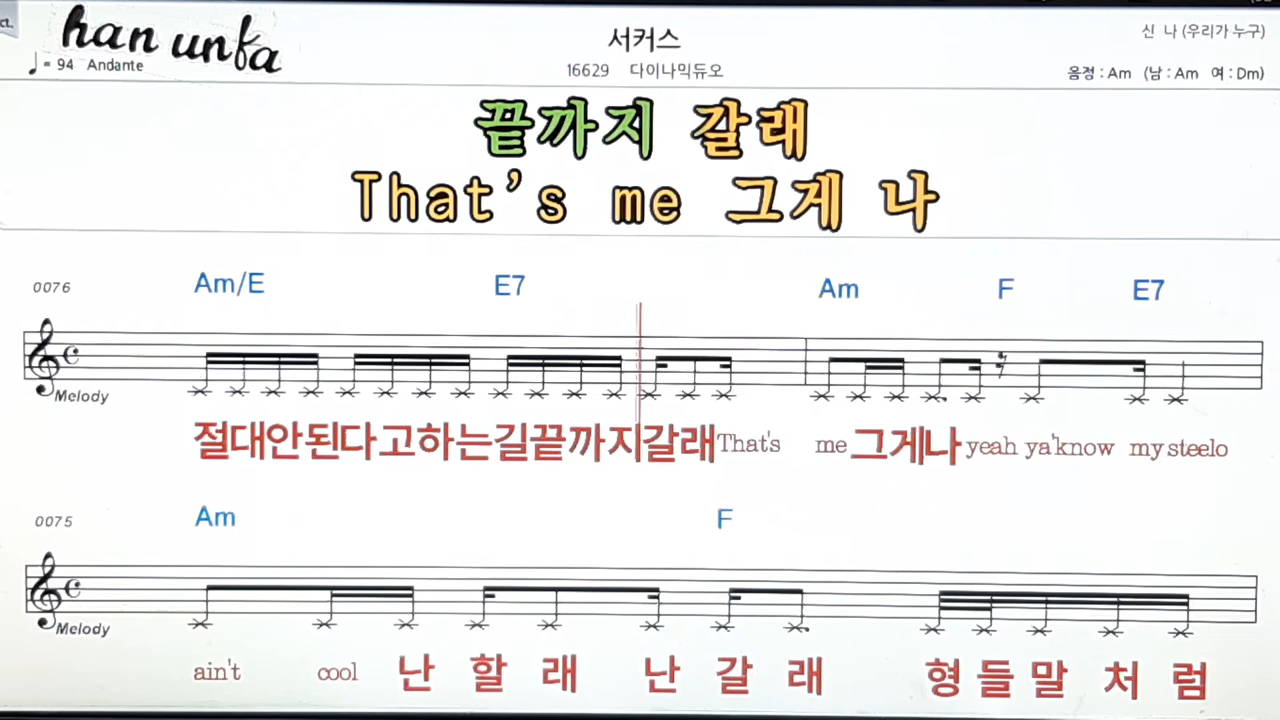 ct.
han unfa
♩= 94 Andante
서커스
16629 다이나믹듀오
신 나 (우리가 누구)
음정 : Am (남 : Am 여 : Dm)
끝까지 갈래
That's me 그게 나
0076 Am/E E7 Am F E7
Melody
절대안된다고하는길끝까지갈래That's me그게나yeah ya'know my steelo
0075 Am F
Melody
ain't cool 난 할 래 난 갈 래 형 들 말 처 럼